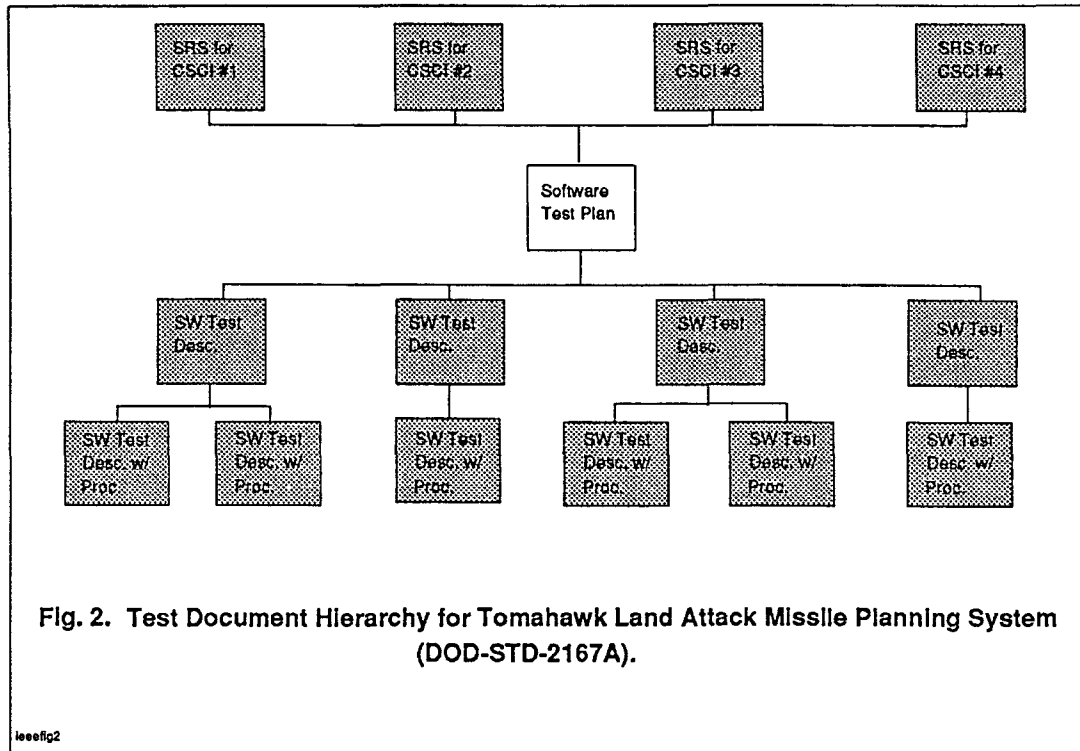 SRS for
CSCI #1
SRS for
CSCI #2
SRS for
CSCI #3
SRS for
CSCI #4
Software
Test Plan
SW Test
Desc.
SW Test
Desc.
SW Test
Desc.
SW Test
Desc.
SW Test
Desc. w/
Proc.
SW Test
Desc. w/
Proc.
SW Test
Desc. w/
Proc.
SW Test
Desc. w/
Proc.
SW Test
Desc. w/
Proc.
SW Test
Desc. w/
Proc.
Fig. 2. Test Document Hierarchy for Tomahawk Land Attack Missile Planning System
(DOD-STD-2167A).
ieeefig2